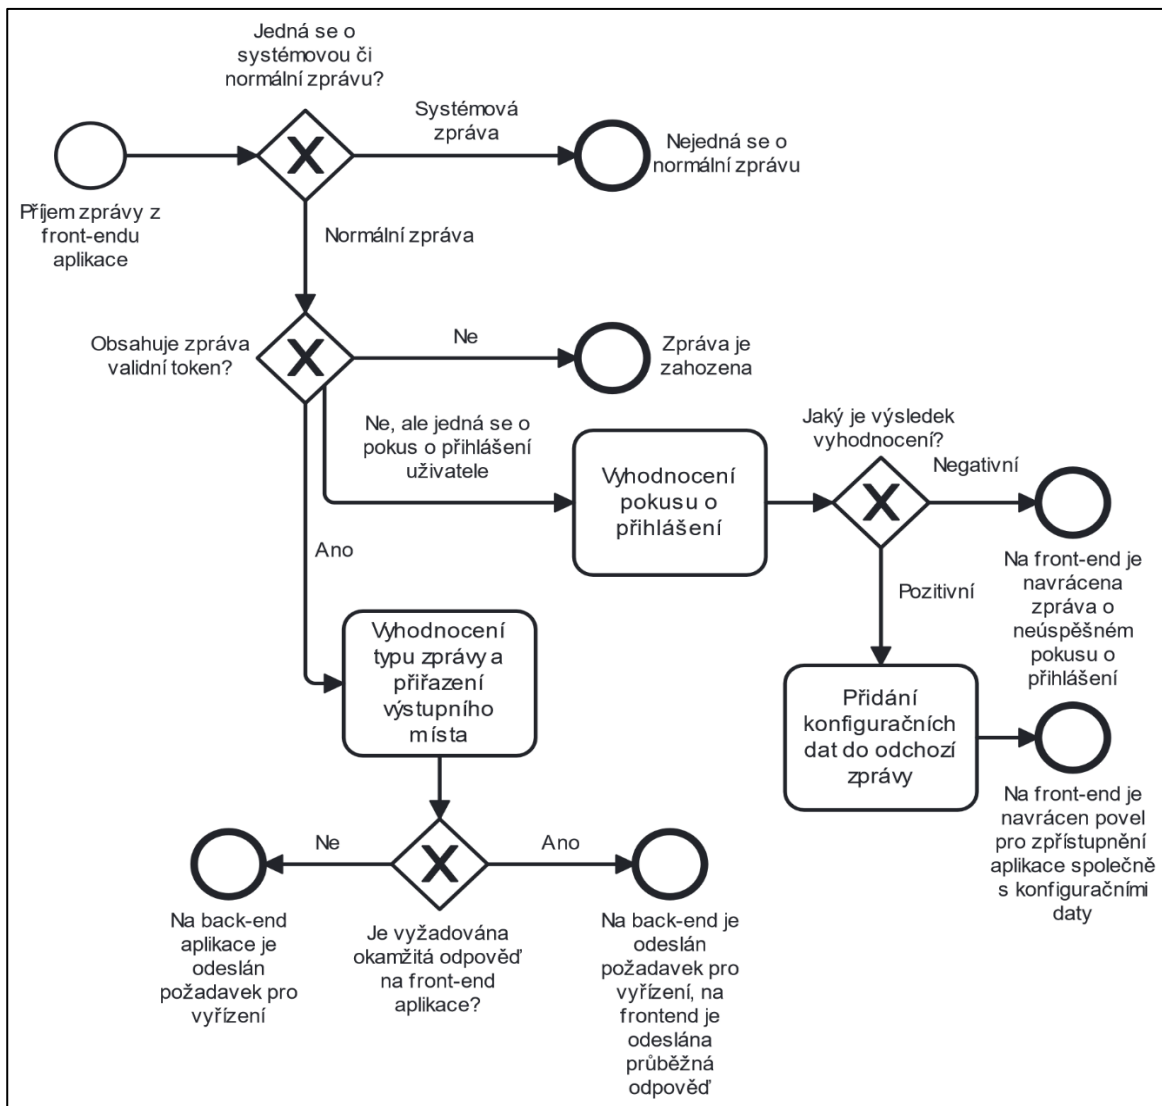 Jedná se o
systémovou či
normální zprávu?
Systémová
zpráva
Nejedná se o
normální zprávu
Příjem zprávy z
front-endu
aplikace
Normální zpráva
Obsahuje zpráva
validní token?
Ne
Zpráva je
zahozena
Ne, ale jedná se o
pokus o přihlášení
uživatele
Vyhodnocení
pokusu o
přihlášení
Jaký je výsledek
vyhodnocení?
Negativní
Na front-end je
navrácena
zpráva o
neúspěšném
pokusu o
přihlášení
Pozitivní
Přidání
konfiguračních
dat do odchozí
zprávy
Na front-end je
navrácen povel
pro zpřístupnění
aplikace společně
s konfiguračními
daty
Ano
Vyhodnocení
typu zprávy a
přiřazení
výstupního
místa
Ne
Ano
Na back-end
aplikace je
odeslán
požadavek pro
vyřízení
Je vyžadována
okamžitá odpověď
na front-end
aplikace?
Na back-end je
odeslán
požadavek pro
vyřízení, na
frontend je
odeslána
průběžná
odpověď